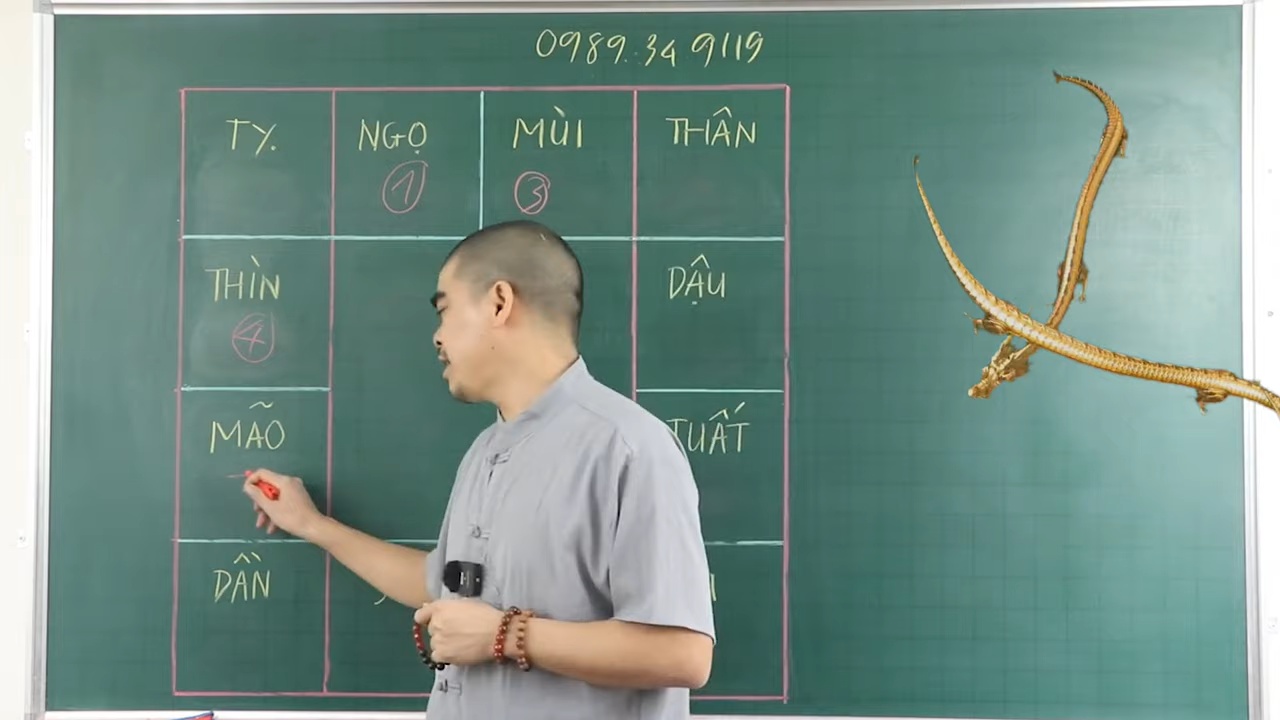 0989.34 9119
TỴ. NGỌ MÙI THÂN
1 3
THÌN DẬU
4
MÃO TUẤT
DẦN